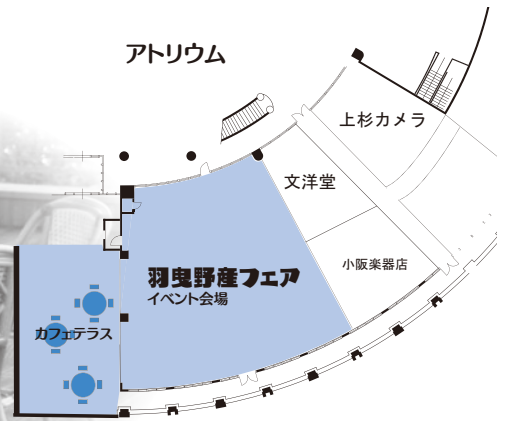 アトリウム
上杉カメラ
文洋堂
小阪楽器店
羽曳野産フェア
イベント会場
カフェテラス